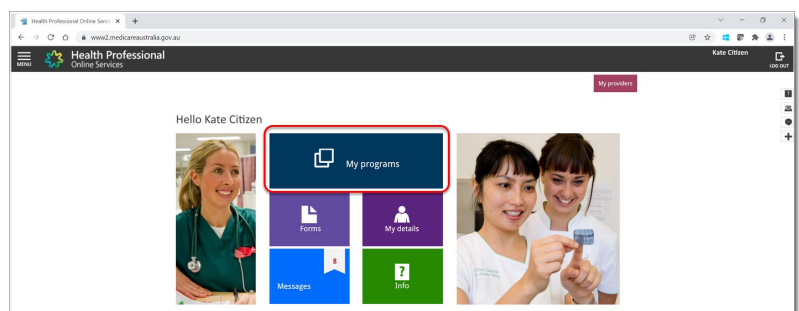 Health Professional Online Servic
www2.medicareaustralia.gov.au
MENU
Health Professional
Online Services
Kate Citizen
LOG OUT
My providers
Hello Kate Citizen
My programs
Forms
My details
8
Messages
?
Info